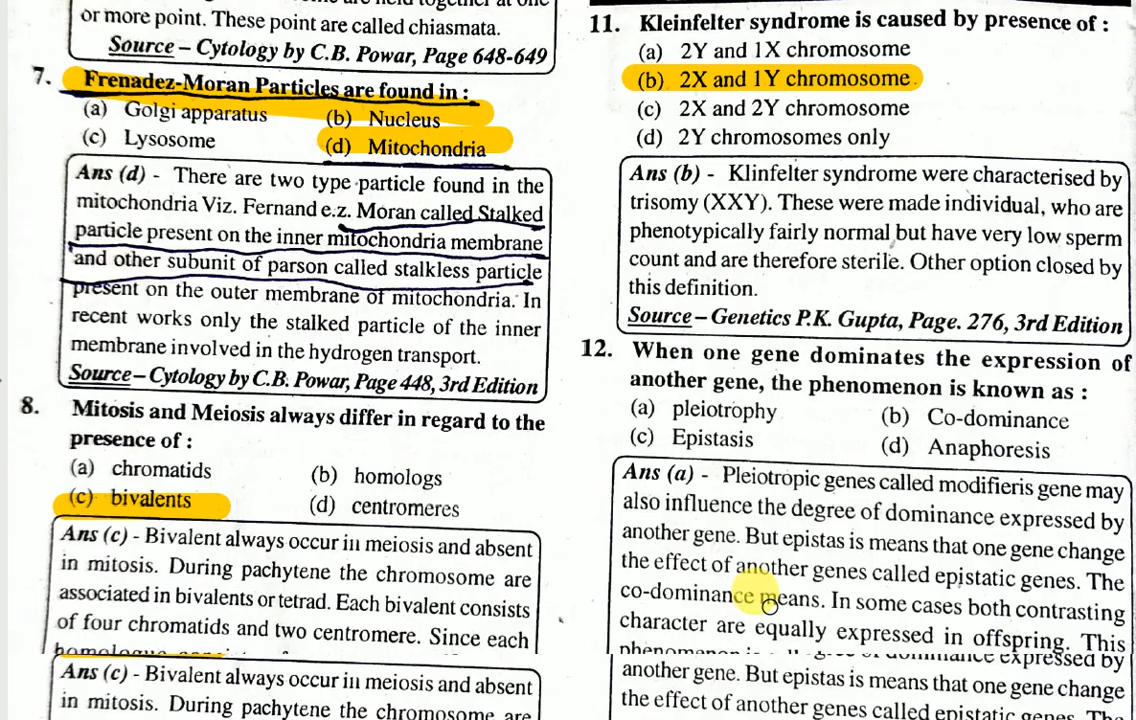 or more point. These point are called chiasmata.
Source – Cytology by C.B. Powar, Page 648-649
7. Frenadez-Moran Particles are found in :
(a) Golgi apparatus (b) Nucleus
(c) Lysosome (d) Mitochondria
Ans (d) - There are two type particle found in the
mitochondria Viz. Fernand e.z. Moran called Stalked
particle present on the inner mitochondria membrane
and other subunit of parson called stalkless particle
present on the outer membrane of mitochondria. In
recent works only the stalked particle of the inner
membrane involved in the hydrogen transport.
Source – Cytology by C.B. Powar, Page 448, 3rd Edition
8. Mitosis and Meiosis always differ in regard to the
presence of :
(a) chromatids (b) homologs
(c) bivalents (d) centromeres
Ans (c) - Bivalent always occur in meiosis and absent
in mitosis. During pachytene the chromosome are
associated in bivalents or tetrad. Each bivalent consists
of four chromatids and two centromere. Since each
Ans (c) - Bivalent always occur in meiosis and absent
in mitosis. During pachytene the chromosome are
11. Kleinfelter syndrome is caused by presence of :
(a) 2Y and 1X chromosome
(b) 2X and 1Y chromosome
(c) 2X and 2Y chromosome
(d) 2Y chromosomes only
Ans (b) - Klinfelter syndrome were characterised by
trisomy (XXY). These were made individual, who are
phenotypically fairly normal but have very low sperm
count and are therefore sterile. Other option closed by
this definition.
Source – Genetics P.K. Gupta, Page. 276, 3rd Edition
12. When one gene dominates the expression of
another gene, the phenomenon is known as :
(a) pleiotrophy (b) Co-dominance
(c) Epistasis (d) Anaphoresis
Ans (a) - Pleiotropic genes called modifieris gene may
also influence the degree of dominance expressed by
another gene. But epistas is means that one gene change
the effect of another genes called epistatic genes. The
co-dominance means. In some cases both contrasting
character are equally expressed in offspring. This
dominance expressed by
another gene. But epistas is means that one gene change
the effect of another genes called epistatic genes. The